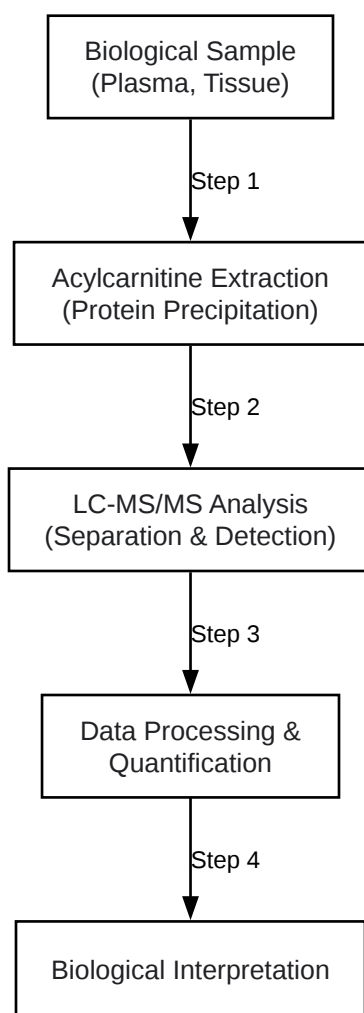 Biological Sample
(Plasma, Tissue)
Step 1
Acylcarnitine Extraction
(Protein Precipitation)
Step 2
LC-MS/MS Analysis
(Separation & Detection)
Step 3
Data Processing &
Quantification
Step 4
Biological Interpretation